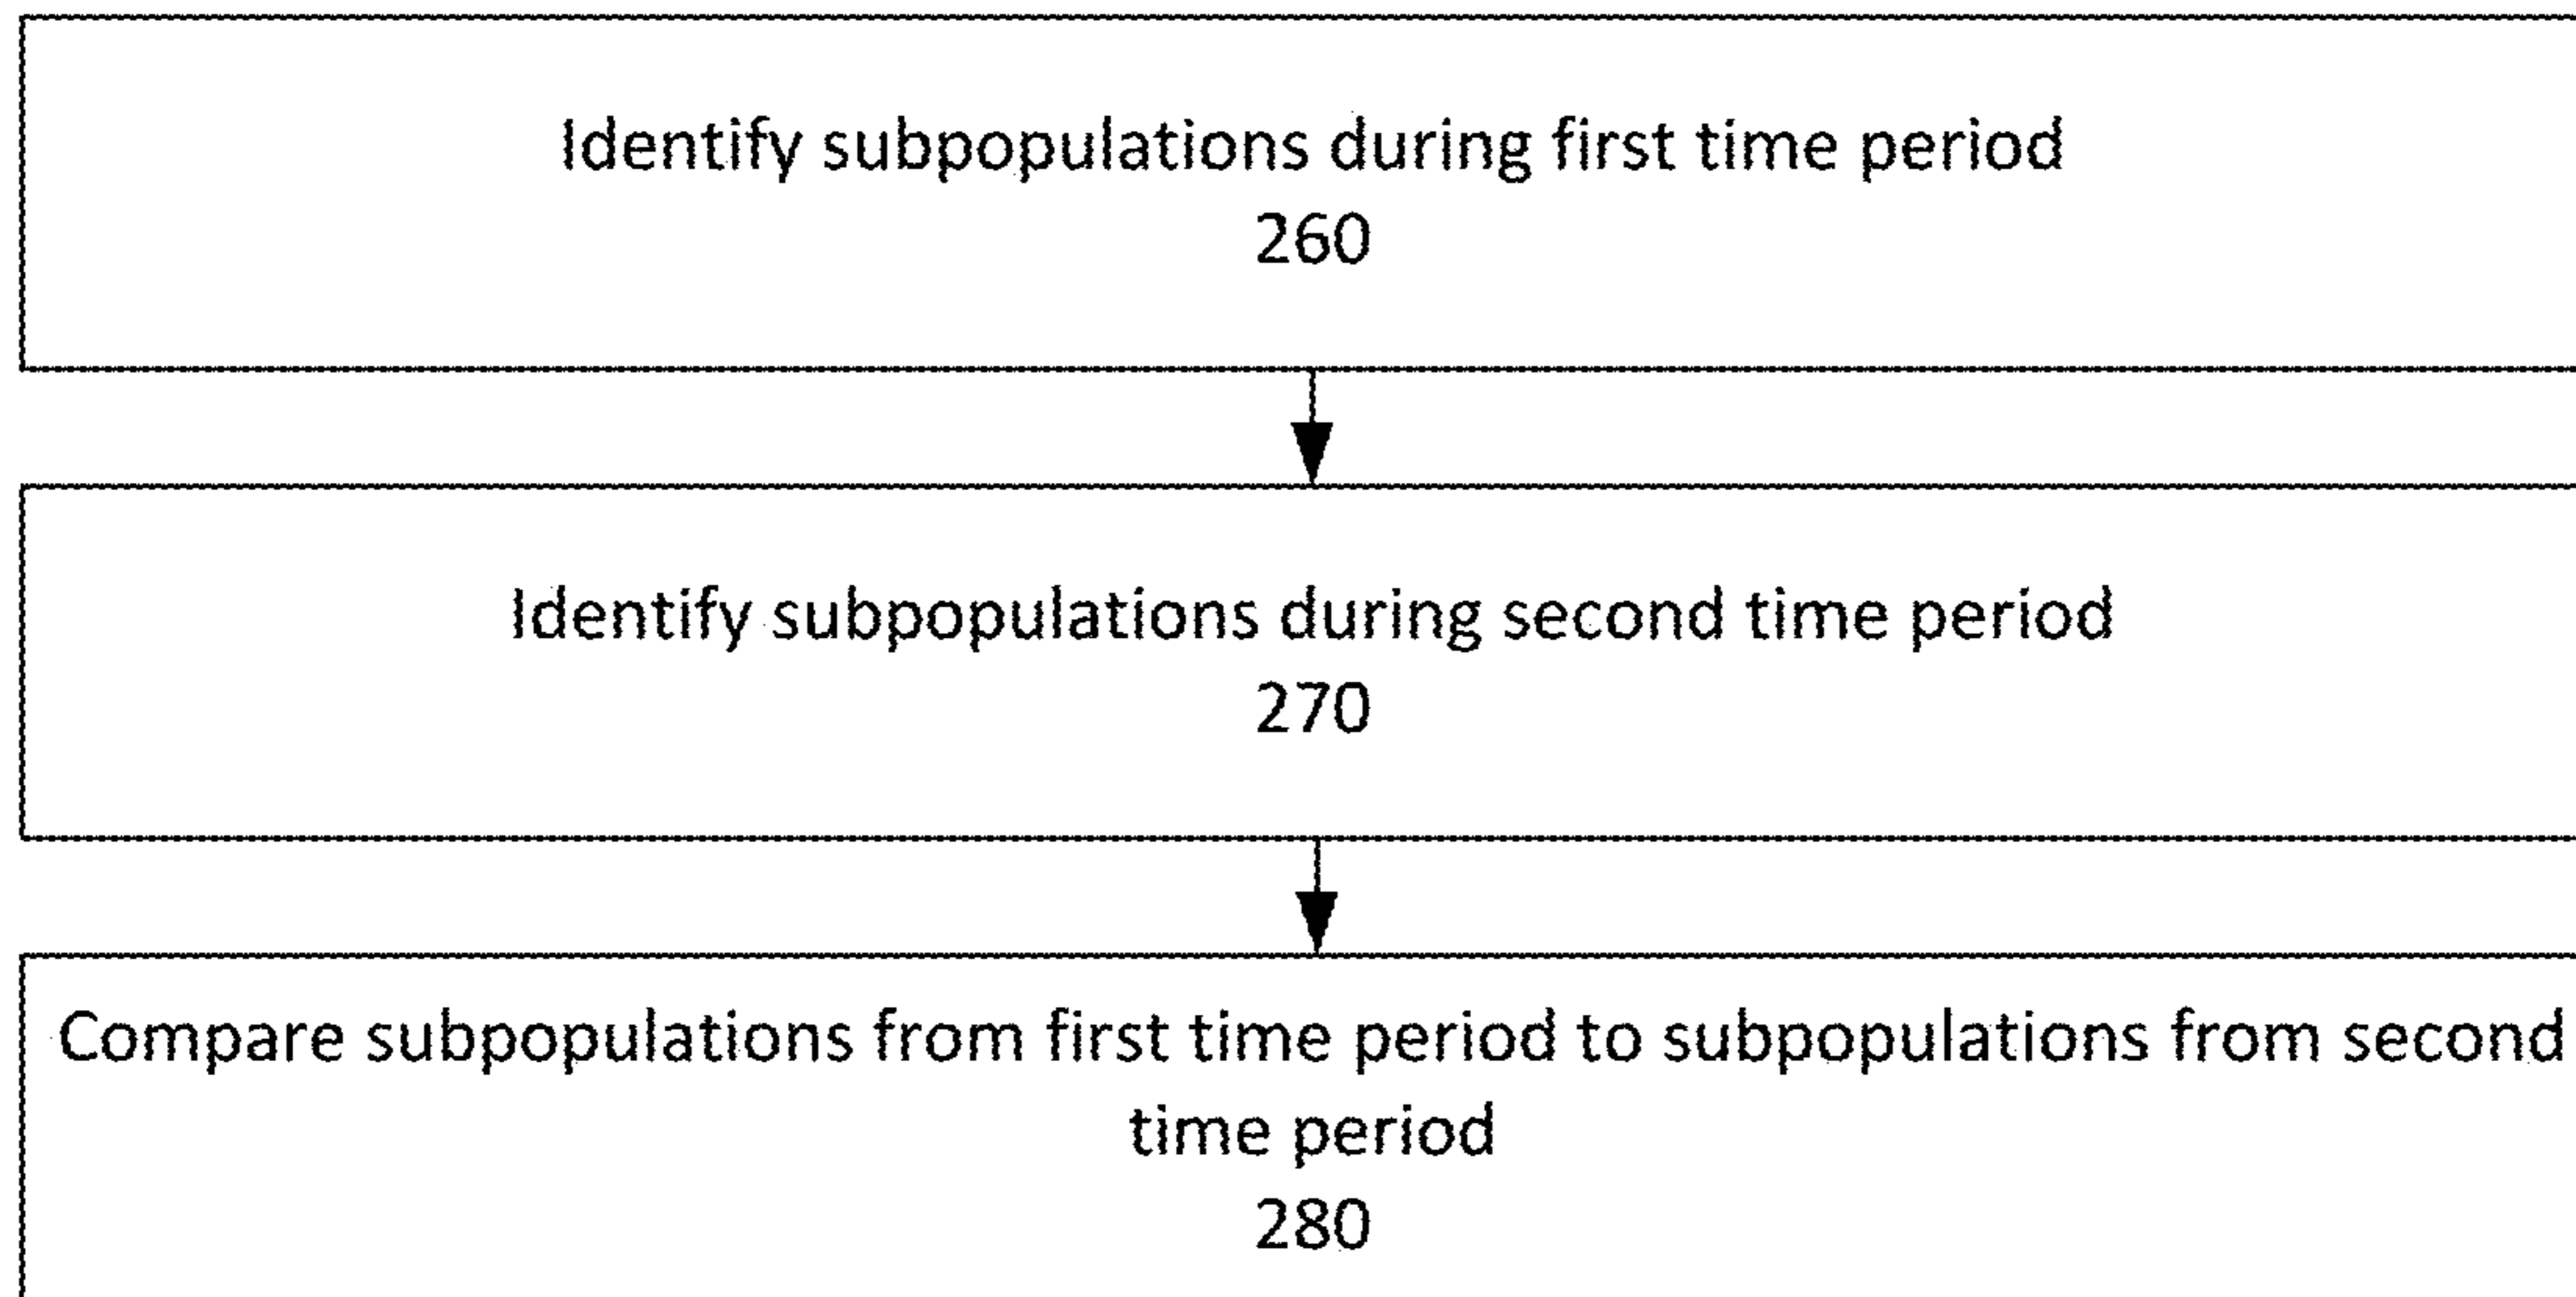 Identify subpopulations during first time period
260
Identify subpopulations during second time period
270
Compare subpopulations from first time period to subpopulations from second
time period
280